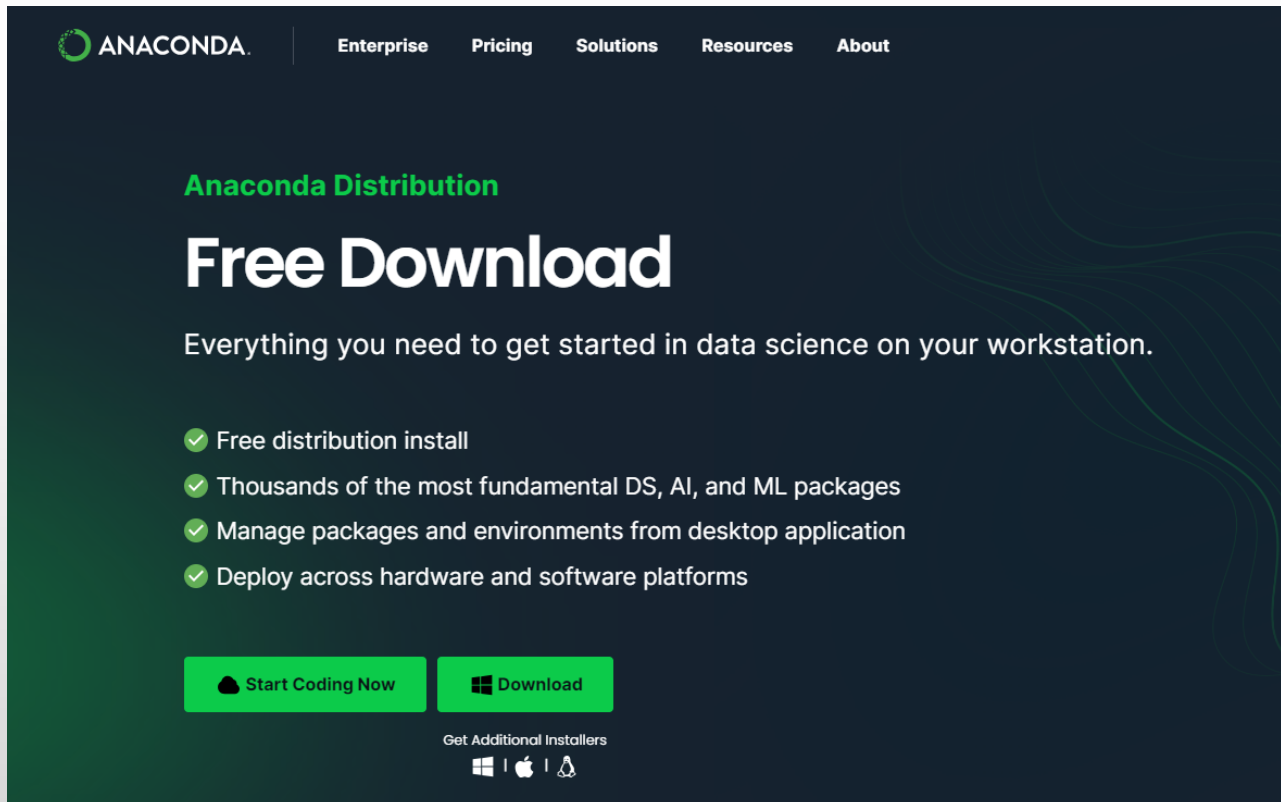 ANACONDA.
Enterprise Pricing Solutions Resources About
Anaconda Distribution
Free Download
Everything you need to get started in data science on your workstation.
Free distribution install
Thousands of the most fundamental DS, AI, and ML packages
Manage packages and environments from desktop application
Deploy across hardware and software platforms
Start Coding Now Download
Get Additional Installers
| |